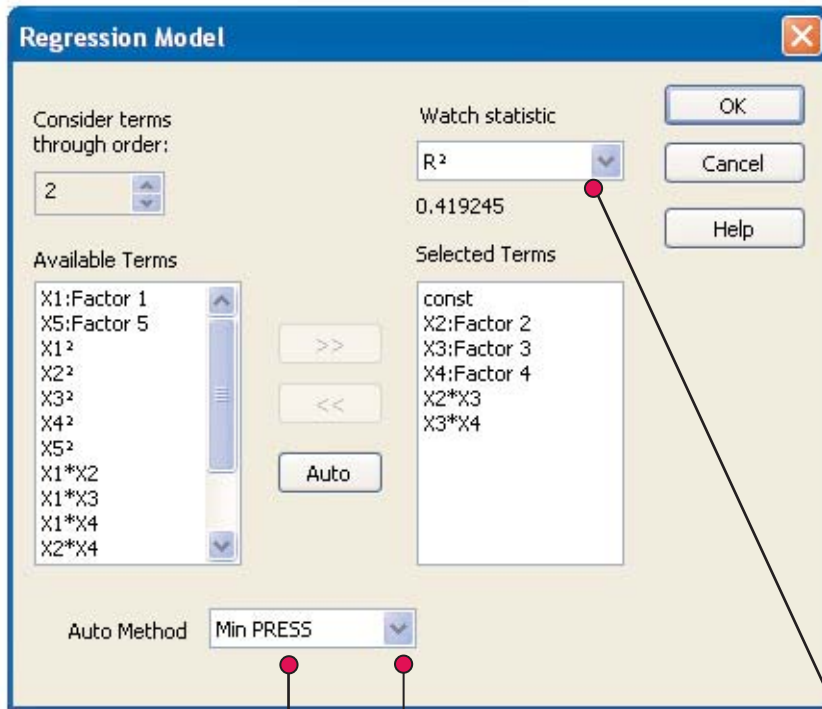 Regression Model
Consider terms
through order:
2
Watch statistic
R²
0.419245
OK
Cancel
Help
Available Terms
X1:Factor 1
X5:Factor 5
X1²
X2²
X3²
X4²
X5²
X1*X2
X1*X3
X1*X4
X2*X4
>>
<<
Auto
Selected Terms
const
X2:Factor 2
X3:Factor 3
X4:Factor 4
X2*X3
X3*X4
Auto Method
Min PRESS